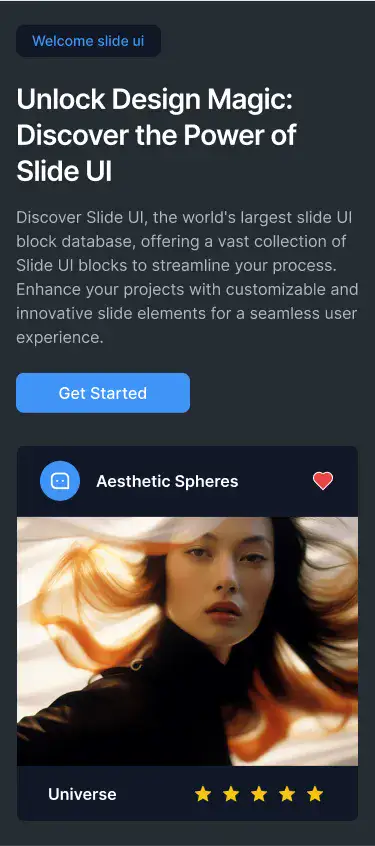 Welcome slide ui
Unlock Design Magic:
Discover the Power of
Slide UI
Discover Slide UI, the world's largest slide UI
block database, offering a vast collection of
Slide UI blocks to streamline your process.
Enhance your projects with customizable and
innovative slide elements for a seamless user
experience.
Get Started
Aesthetic Spheres
Universe